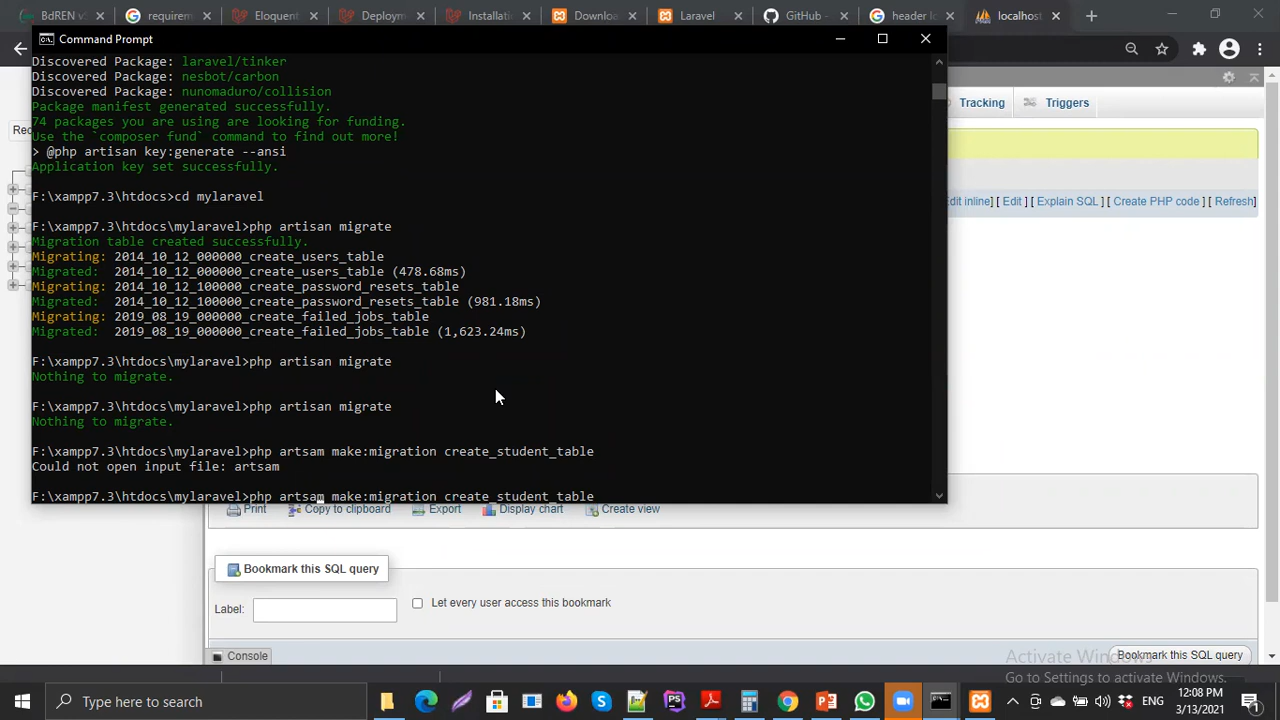 BdREN v:
requirem
Eloquent
Deploym
Installati
Downloa
Laravel
GitHub -
header lo
localhost
Command Prompt
Discovered Package: laravel/tinker
Discovered Package: nesbot/carbon
Discovered Package: nunomaduro/collision
Package manifest generated successfully.
74 packages you are using are looking for funding.
Use the `composer fund` command to find out more!
> @php artisan key:generate --ansi
Application key set successfully.
F:\xampp7.3\htdocs>cd mylaravel
F:\xampp7.3\htdocs\mylaravel>php artisan migrate
Migration table created successfully.
Migrating: 2014_10_12_000000_create_users_table
Migrated:  2014_10_12_000000_create_users_table (478.68ms)
Migrating: 2014_10_12_100000_create_password_resets_table
Migrated:  2014_10_12_100000_create_password_resets_table (981.18ms)
Migrating: 2019_08_19_000000_create_failed_jobs_table
Migrated:  2019_08_19_000000_create_failed_jobs_table (1,623.24ms)
F:\xampp7.3\htdocs\mylaravel>php artisan migrate
Nothing to migrate.
F:\xampp7.3\htdocs\mylaravel>php artisan migrate
Nothing to migrate.
F:\xampp7.3\htdocs\mylaravel>php artsam make:migration create_student_table
Could not open input file: artsam
F:\xampp7.3\htdocs\mylaravel>php artsam make:migration create_student_table
Tracking
Triggers
Rec
dit inline] [ Edit ] [ Explain SQL ] [ Create PHP code ] [ Refresh]
Print
Copy to clipboard
Export
Display chart
Create view
Bookmark this SQL query
Label:
Let every user access this bookmark
Console
Bookmark this SQL query
Activate Windows
Go to Settings to activate Windows.
Type here to search
ENG
12:08 PM
3/13/2021
1